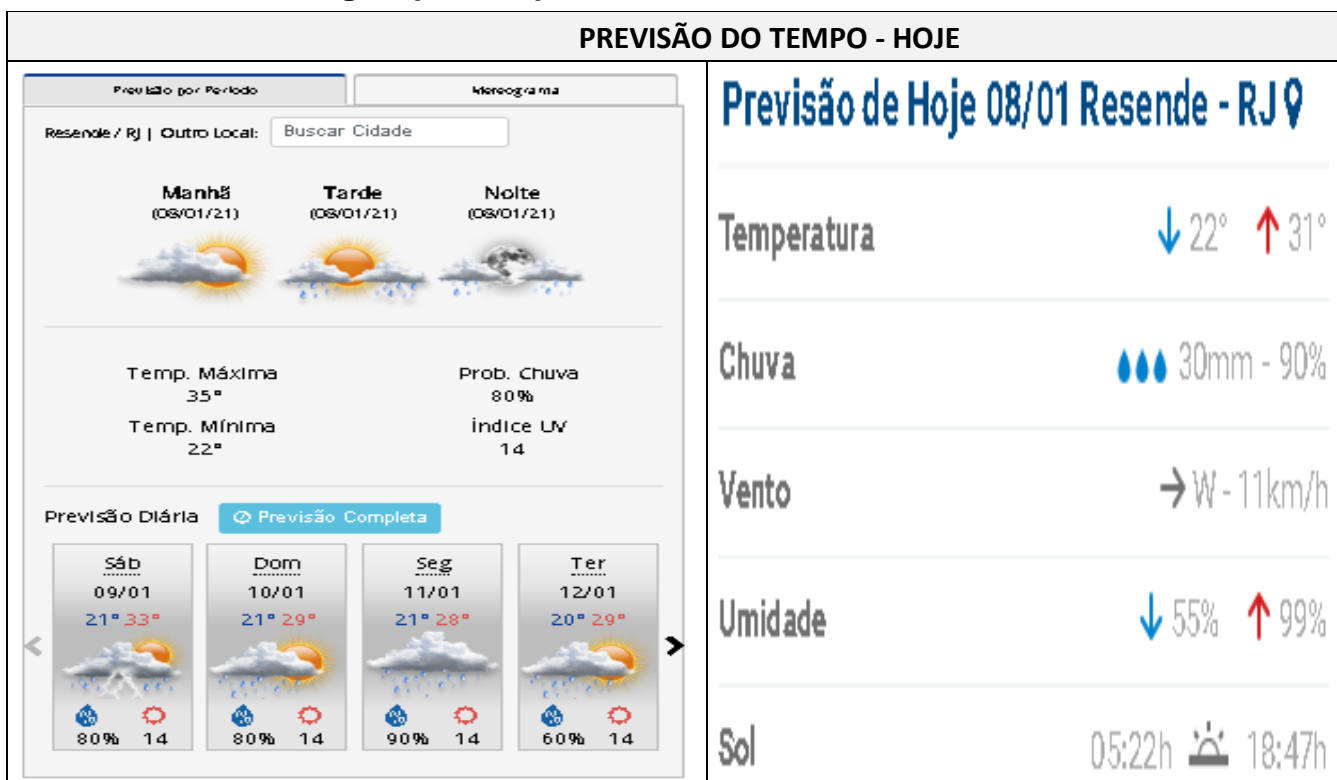 PREVISÃO DO TEMPO - HOJE
Previsão por Período
Meteograma
Resende / RJ | Outro Local: Buscar Cidade
Manhã Tarde Noite
(08/01/21) (08/01/21) (08/01/21)
Temp. Máxima Prob. Chuva
35° 80%
Temp. Mínima Índice UV
22° 14
Previsão Diária Previsão Completa
Sáb Dom Seg Ter
09/01 10/01 11/01 12/01
21° 33° 21° 29° 21° 28° 20° 29°
80% 14 80% 14 90% 14 60% 14
Previsão de Hoje 08/01 Resende - RJ
Temperatura ↓ 22° ↑ 31°
Chuva 30mm - 90%
Vento → W - 11km/h
Umidade ↓ 55% ↑ 99%
Sol 05:22h 18:47h